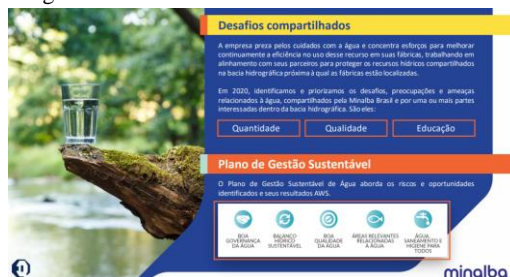 Desafios compartilhados
A empresa preza pelos cuidados com a água e concentra esforços para melhorar
continuamente a eficiência no uso desse recurso em suas fábricas, trabalhando em
alinhamento com seus parceiros para proteger os recursos hídricos compartilhados
na bacia hidrográfica próxima à qual as fábricas estão localizadas.
Em 2020, identificamos e priorizamos os desafios, preocupações e ameaças
relacionados à água, compartilhados pela Minalba Brasil e por uma ou mais partes
interessadas dentro da bacia hidrográfica. São eles:
Quantidade Qualidade Educação
Plano de Gestão Sustentável
O Plano de Gestão Sustentável de Água aborda os riscos e oportunidades
identificados e seus resultados AWS.
BOA GOVERNANÇA DA ÁGUA
BALANÇO HÍDRICO SUSTENTÁVEL
BOA QUALIDADE DA ÁGUA
ÁREAS RELEVANTES RELACIONADAS À ÁGUA
ÁGUA, SANEAMENTO E HIGIENE PARA TODOS
minalba